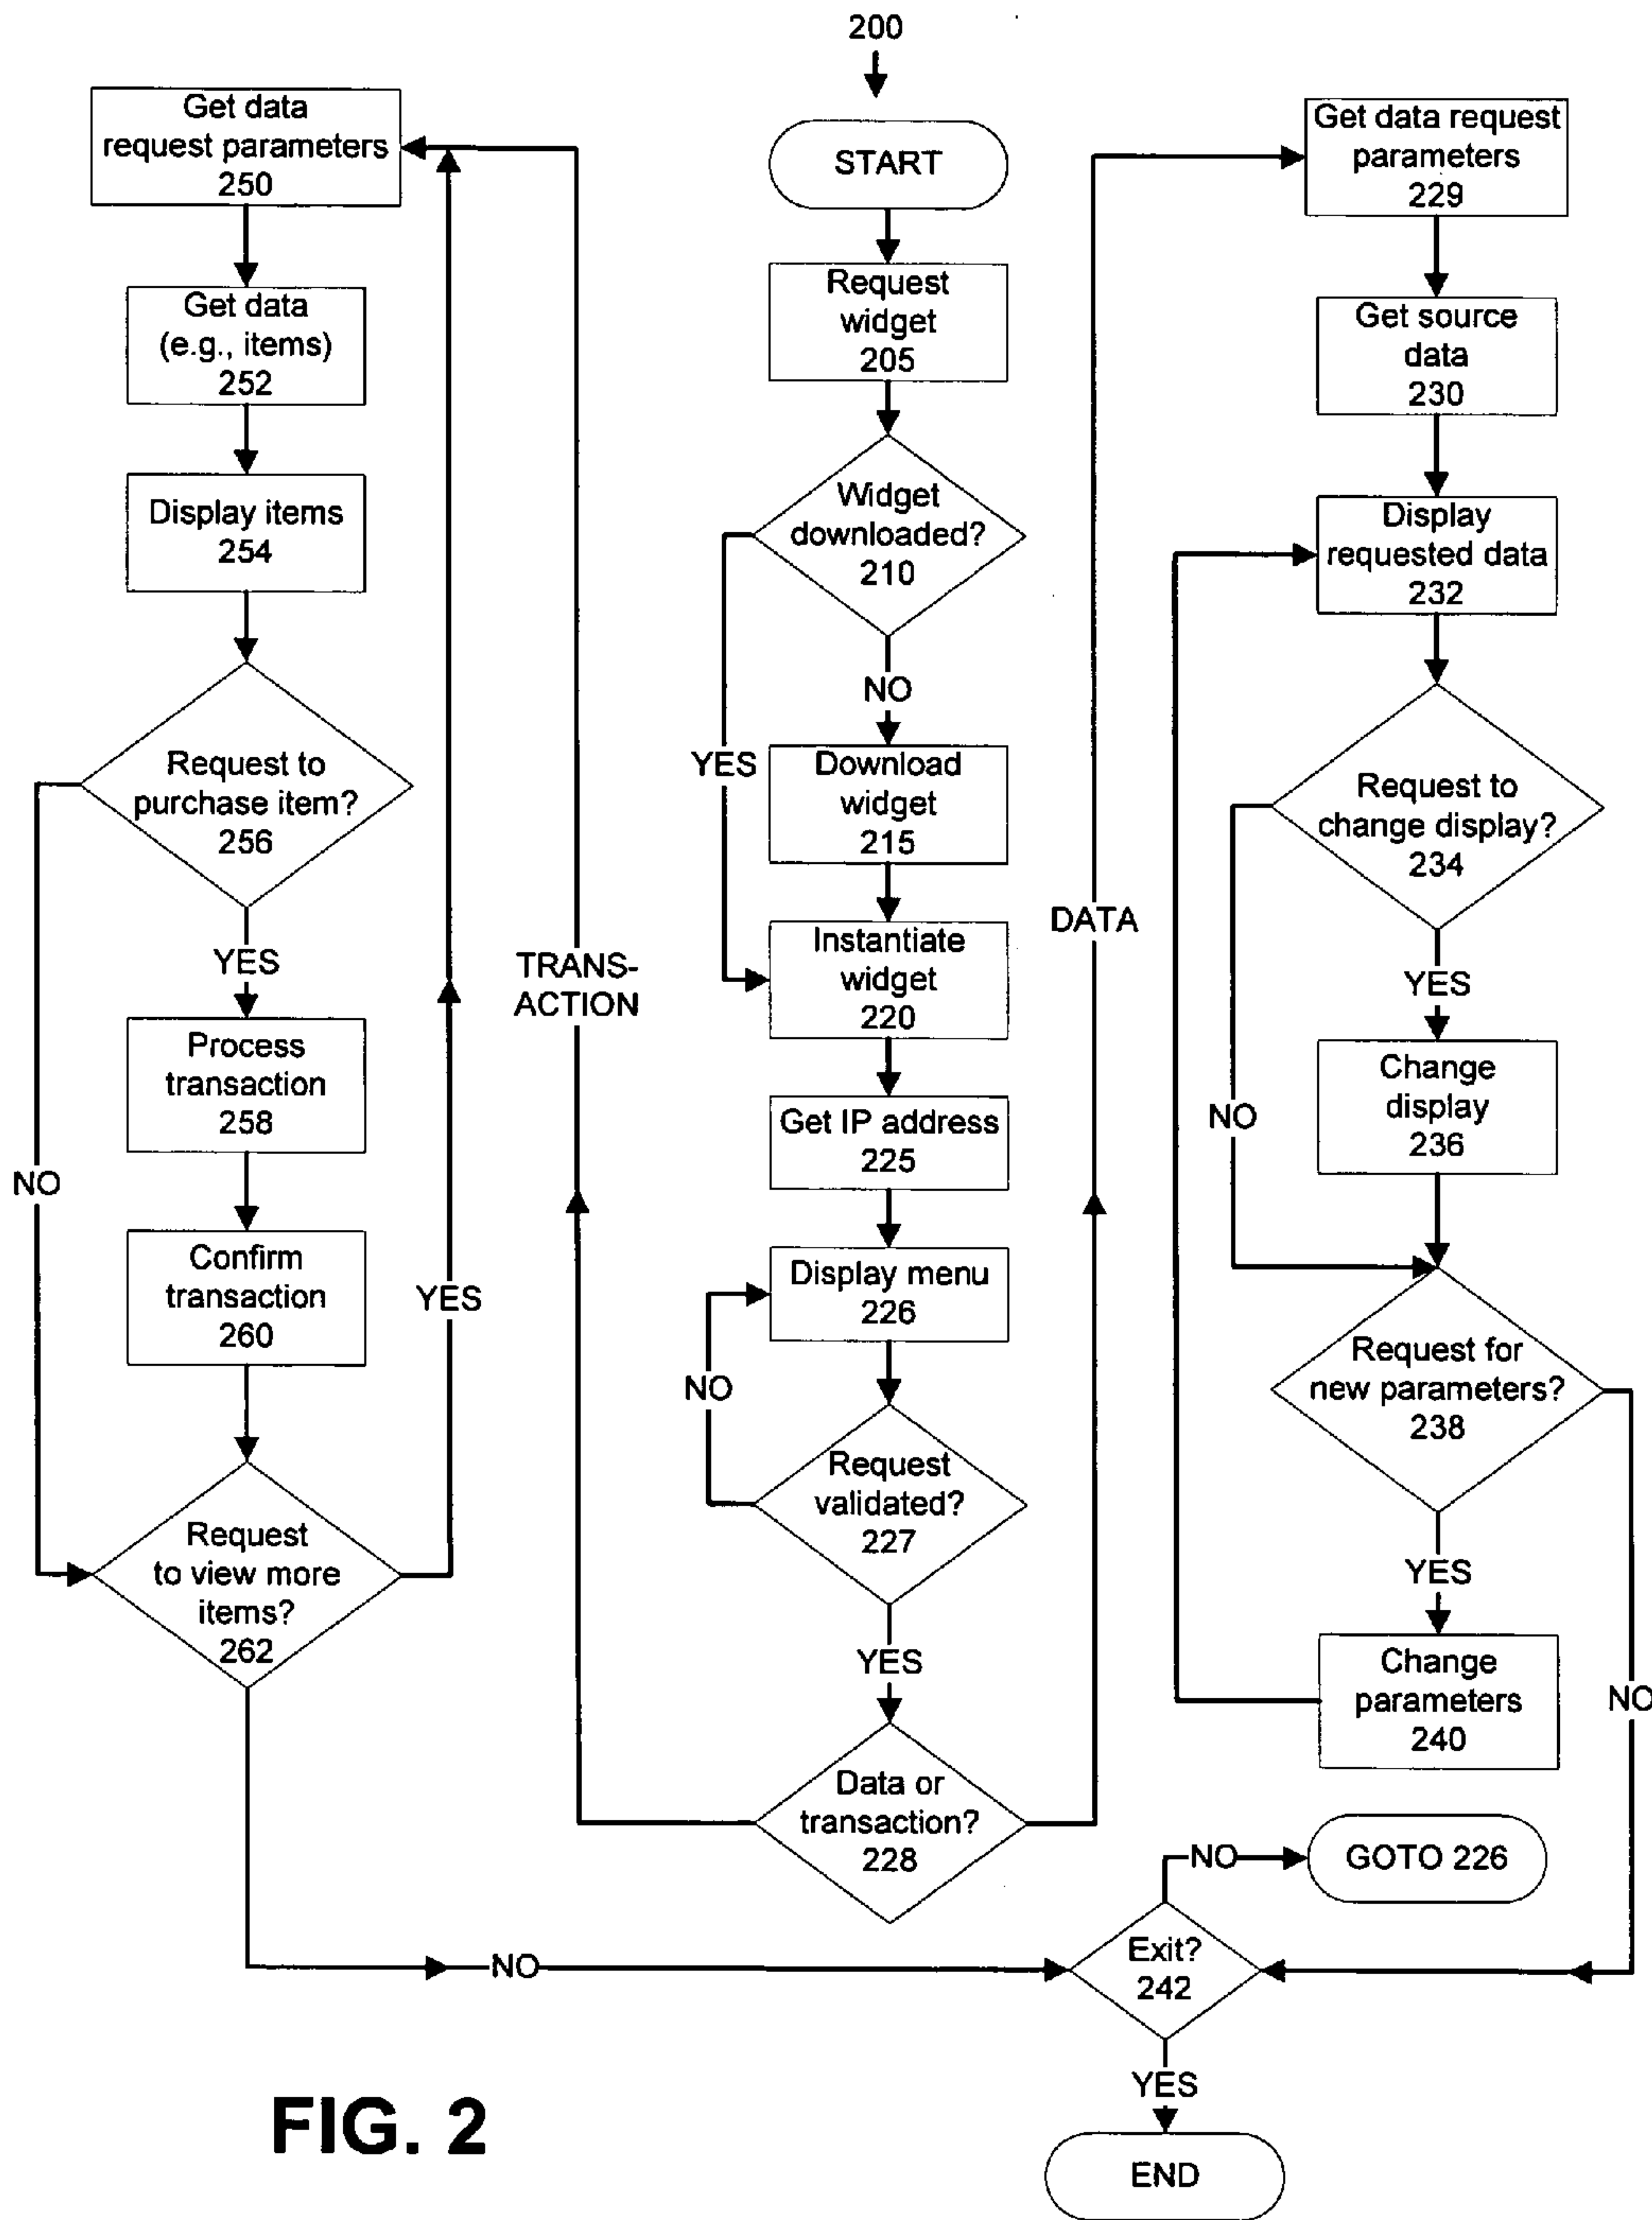 200
START
Request
widget
205
Widget
downloaded?
210
NO
YES
Download
widget
215
Instantiate
widget
220
Get IP address
225
Display menu
226
NO
Request
validated?
227
YES
Data or
transaction?
228
TRANS-
ACTION
DATA
Get data
request parameters
250
Get data
(e.g., items)
252
Display items
254
Request to
purchase item?
256
YES
NO
Process
transaction
258
Confirm
transaction
260
YES
Request
to view more
items?
262
NO
Get data request
parameters
229
Get source
data
230
Display
requested data
232
Request to
change display?
234
YES
NO
Change
display
236
Request for
new parameters?
238
YES
NO
Change
parameters
240
NO
GOTO 226
Exit?
242
YES
END
FIG. 2